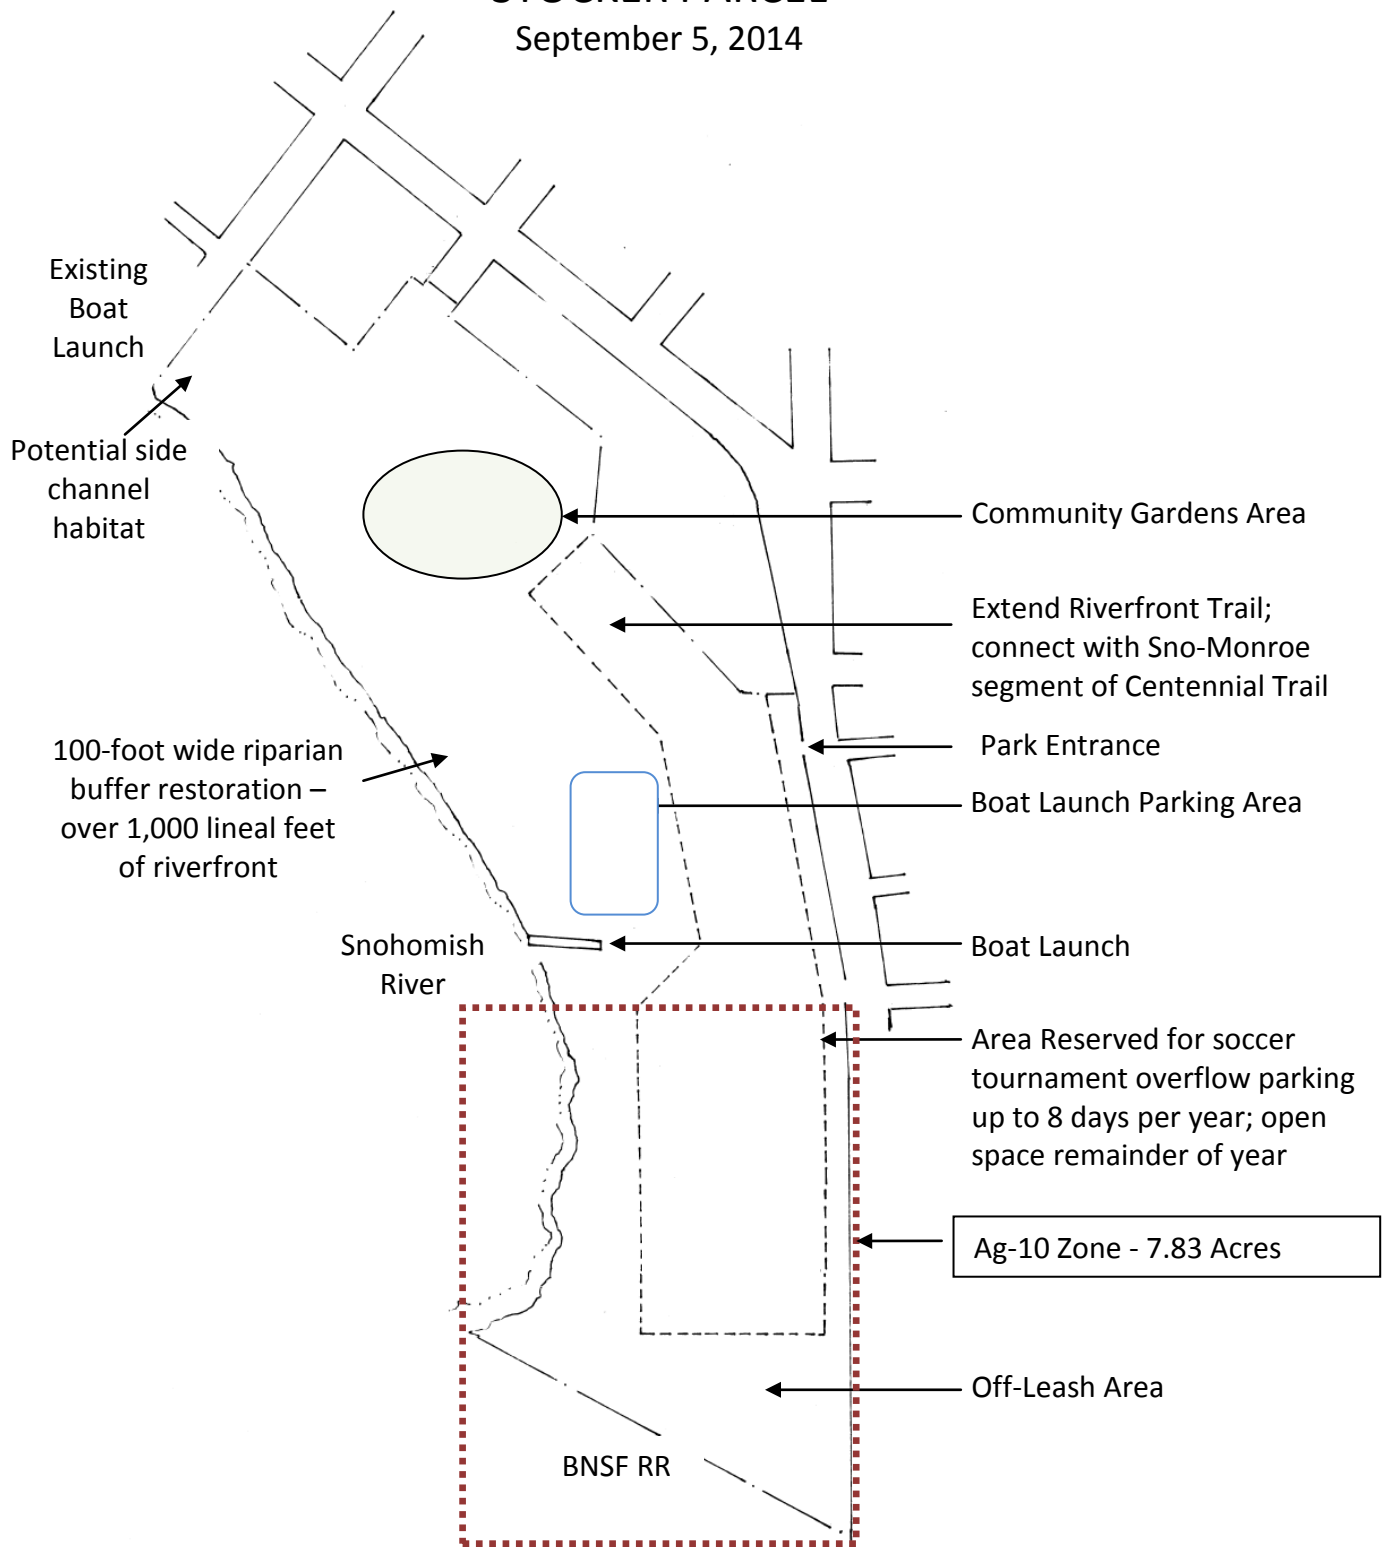 STOCKER PARCEL
September 5, 2014
Existing
Boat
Launch
Potential side
channel
habitat
Community Gardens Area
Extend Riverfront Trail;
connect with Sno-Monroe
segment of Centennial Trail
Park Entrance
100-foot wide riparian
buffer restoration –
over 1,000 lineal feet
of riverfront
Boat Launch Parking Area
Snohomish
River
Boat Launch
Area Reserved for soccer
tournament overflow parking
up to 8 days per year; open
space remainder of year
Ag-10 Zone - 7.83 Acres
Off-Leash Area
BNSF RR